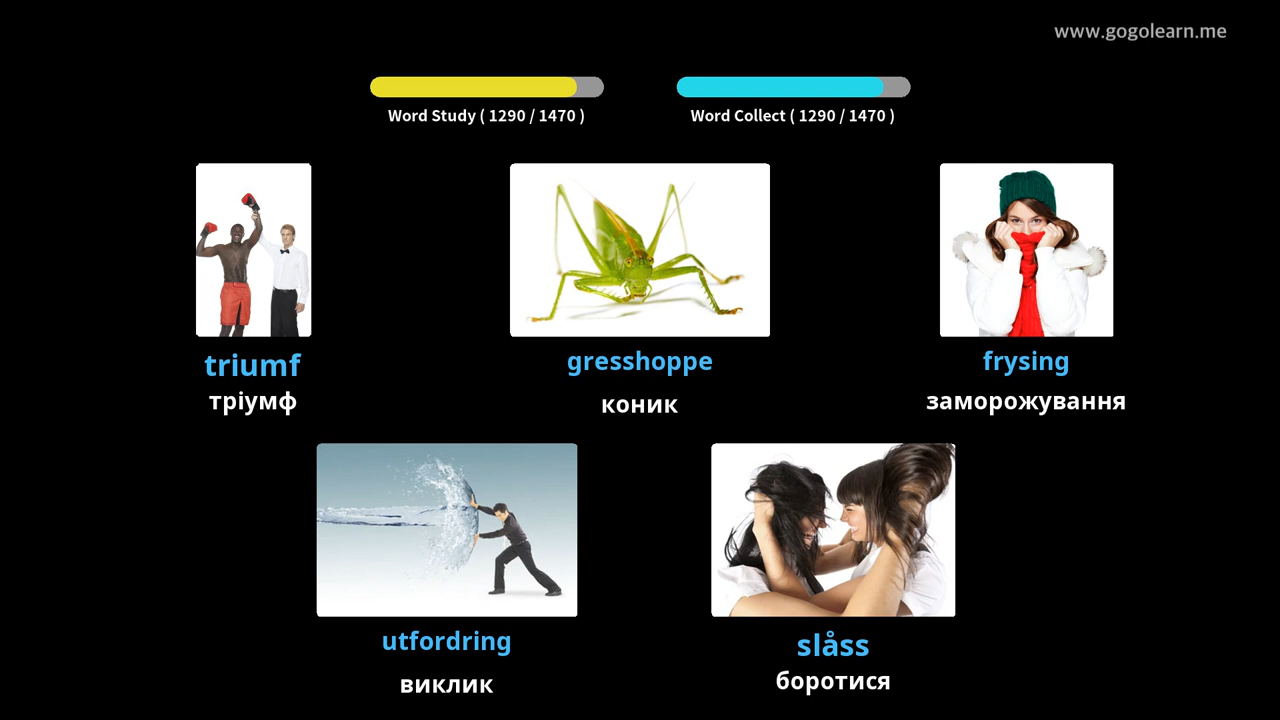 www.gogolearn.me
Word Study ( 1290 / 1470 )
Word Collect ( 1290 / 1470 )
triumf
тріумф
gresshoppe
коник
frysing
заморожування
utfordring
виклик
slåss
боротися